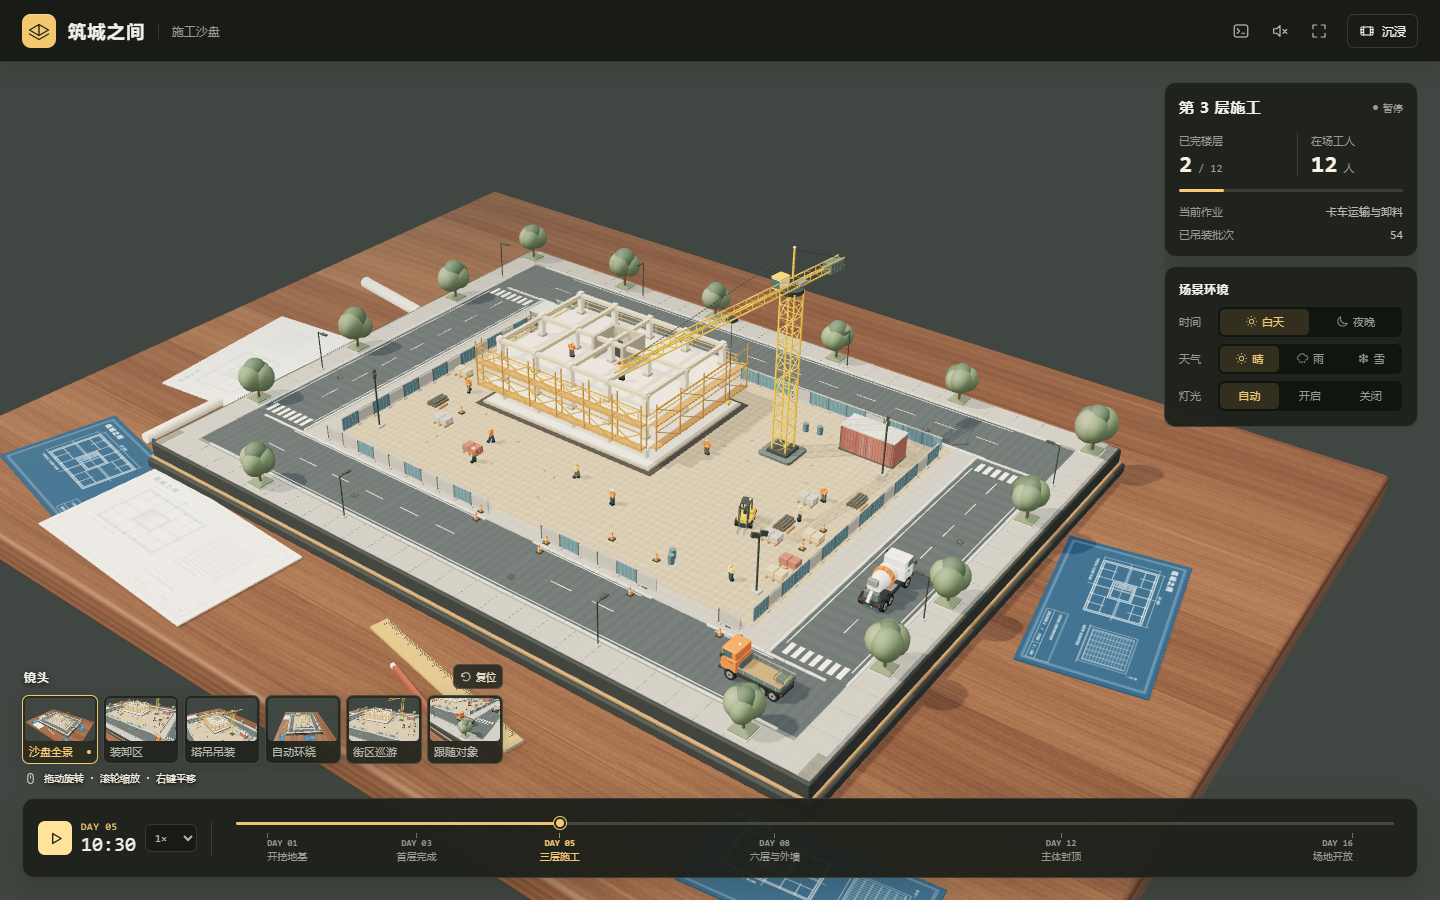 筑城之间
施工沙盘
沉浸
第 3 层施工
暂停
已完楼层
在场工人
2 / 12
12 人
当前作业
卡车运输与卸料
已吊装批次
54
场景环境
时间
白天
夜晚
天气
晴
雨
雪
灯光
自动
开启
关闭
镜头
复位
沙盘全景
装卸区
塔吊吊装
自动环绕
街区巡游
跟随对象
拖动旋转 · 滚轮缩放 · 右键平移
DAY 05
10:30
1×
DAY 01
开挖地基
DAY 03
首层完成
DAY 05
三层施工
DAY 08
六层与外墙
DAY 12
主体封顶
DAY 16
场地开放